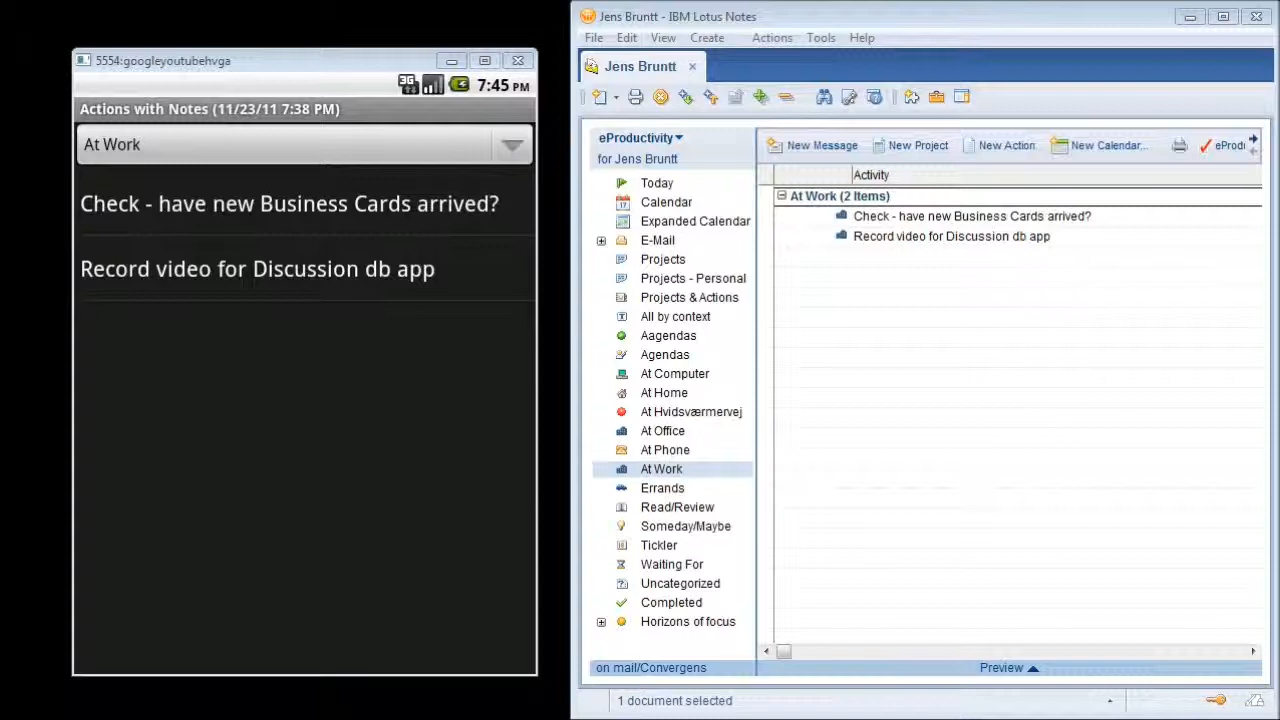 5554:googleyoutubehvga
3G
7:45 PM
Actions with Notes (11/23/11 7:38 PM)
At Work
Check - have new Business Cards arrived?
Record video for Discussion db app
Jens Bruntt - IBM Lotus Notes
File Edit View Create Actions Tools Help
Jens Bruntt
eProductivity
for Jens Bruntt
Today
Calendar
Expanded Calendar
E-Mail
Projects
Projects - Personal
Projects & Actions
All by context
Aagendas
Agendas
At Computer
At Home
At Hvidsværmervej
At Office
At Phone
At Work
Errands
Read/Review
Someday/Maybe
Tickler
Waiting For
Uncategorized
Completed
Horizons of focus
on mail/Convergens
New Message New Project New Action New Calendar... eProdu
Activity
At Work (2 Items)
Check - have new Business Cards arrived?
Record video for Discussion db app
Preview
1 document selected